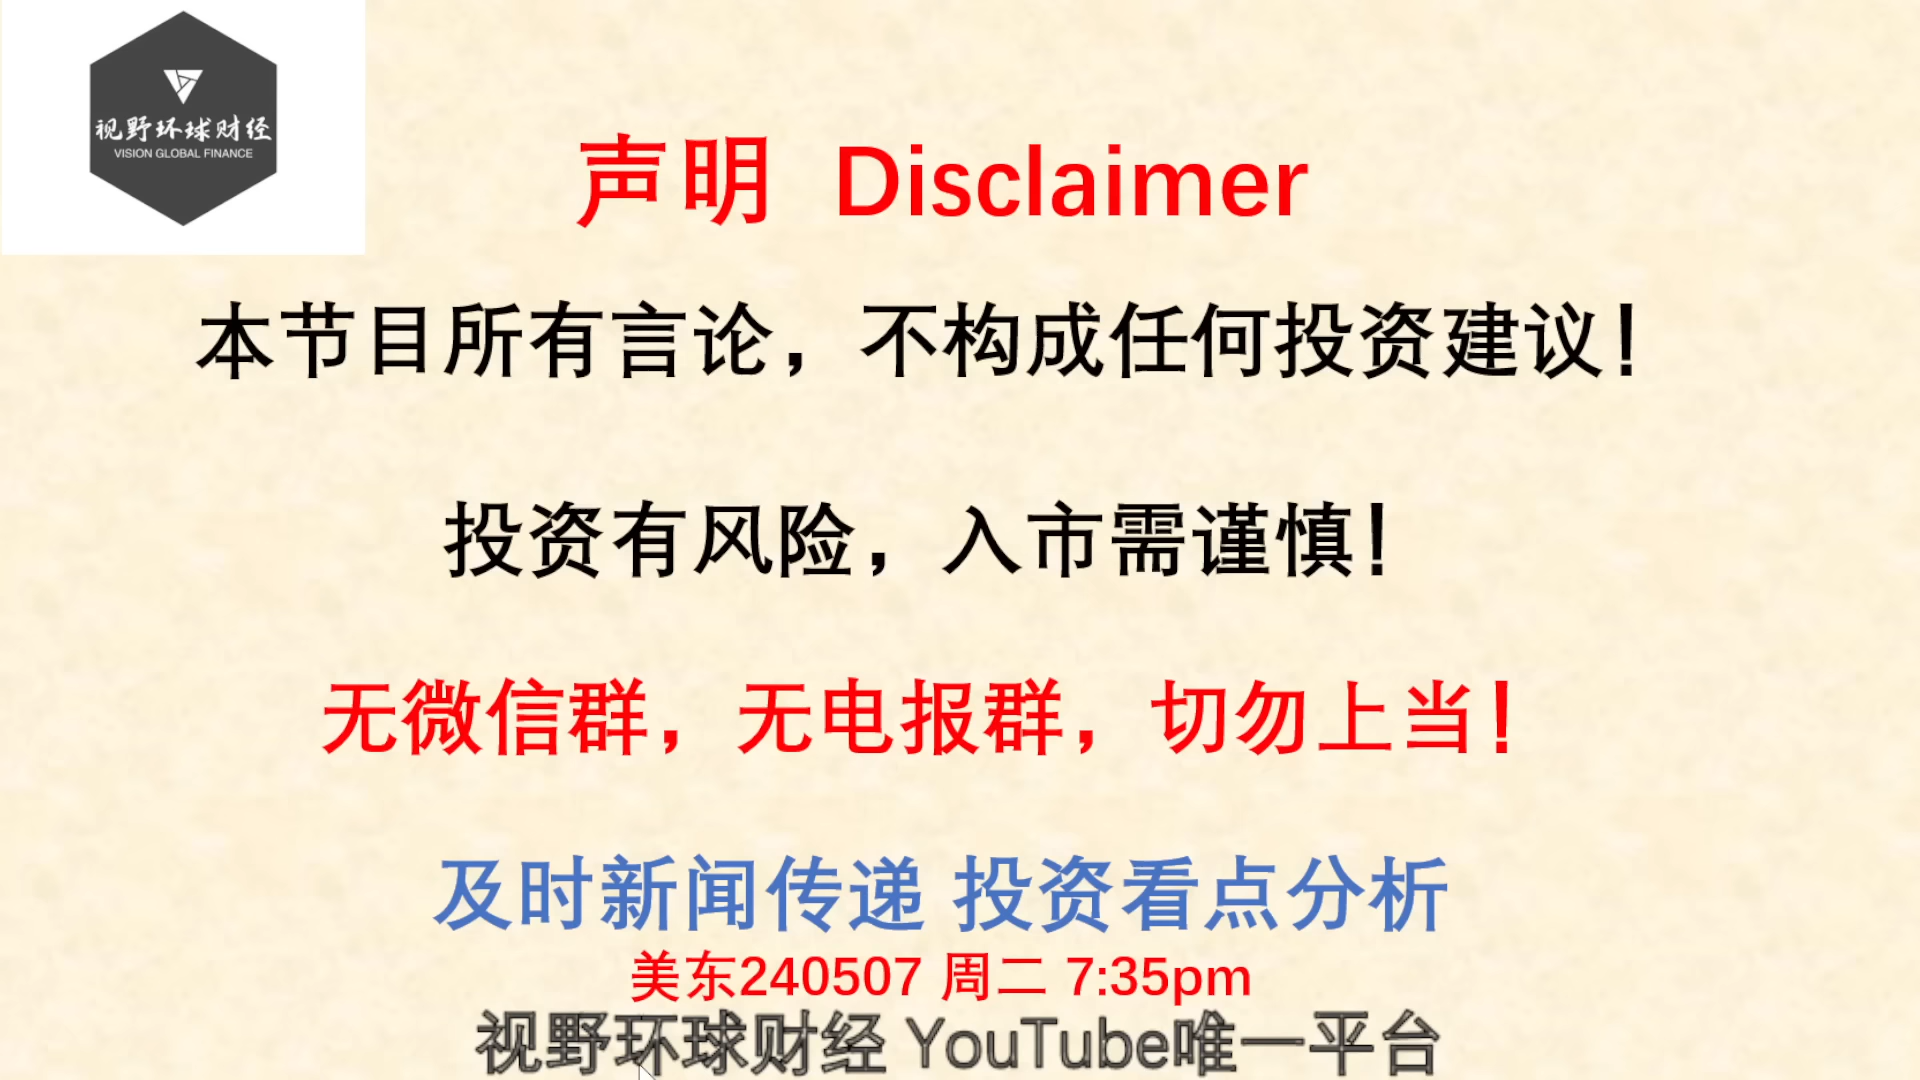 视野环球财经
VISION GLOBAL FINANCE
声明 Disclaimer
本节目所有言论，不构成任何投资建议！
投资有风险，入市需谨慎！
无微信群，无电报群，切勿上当！
及时新闻传递 投资看点分析
美东240507 周二 7:35pm
视野环球财经 YouTube唯一平台